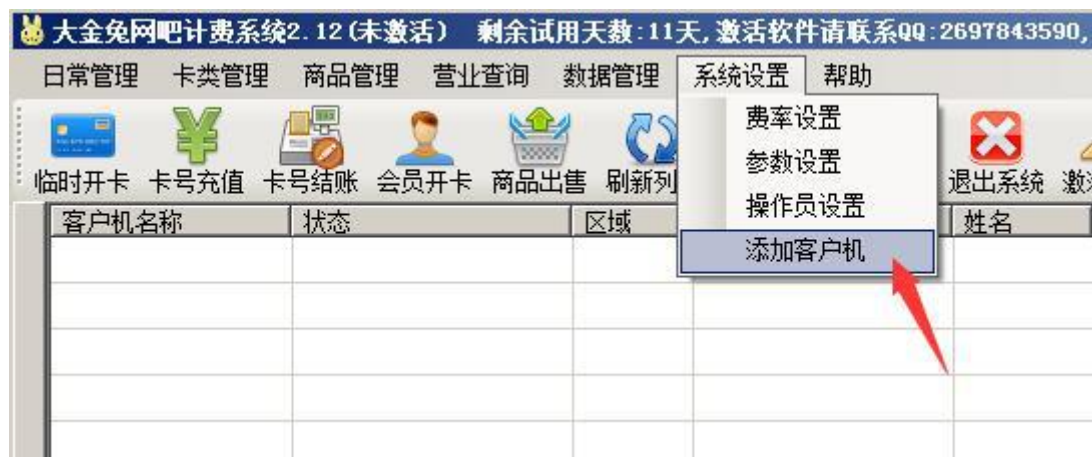 大金兔网吧计费系统2.12(未激活) 剩余试用天数:11天,激活软件请联系QQ:2697843590,
日常管理 卡类管理 商品管理 营业查询 数据管理 系统设置 帮助
费率设置
参数设置
操作员设置
添加客户机
临时开卡 卡号充值 卡号结账 会员开卡 商品出售 刷新列 退出系统 激
客户机名称 状态 区域 姓名